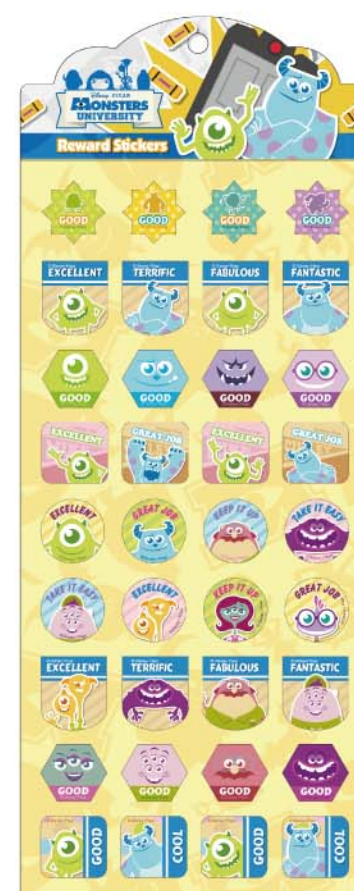 Disney PIXAR
MONSTERS
UNIVERSITY
Reward Stickers
GOOD GOOD GOOD GOOD
EXCELLENT TERRIFIC FABULOUS FANTASTIC
GOOD GOOD GOOD GOOD
EXCELLENT GREAT JOB EXCELLENT GREAT JOB
EXCELLENT GREAT JOB KEEP IT UP TAKE IT EASY
TAKE IT EASY EXCELLENT KEEP IT UP GREAT JOB
EXCELLENT TERRIFIC FABULOUS FANTASTIC
GOOD GOOD GOOD GOOD
GOOD COOL GOOD COOL